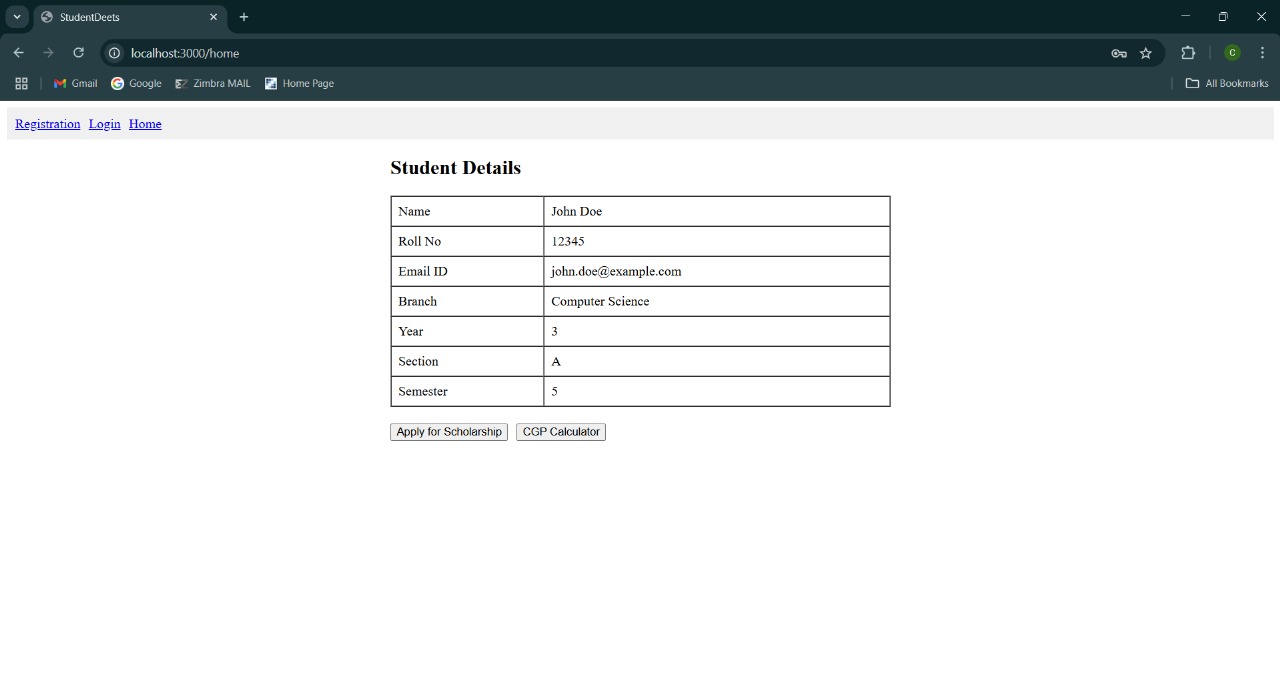 StudentDeets
localhost:3000/home
C
Gmail Google Zimbra MAIL Home Page All Bookmarks
Registration Login Home
Student Details
Name John Doe
Roll No 12345
Email ID john.doe@example.com
Branch Computer Science
Year 3
Section A
Semester 5
Apply for Scholarship CGP Calculator